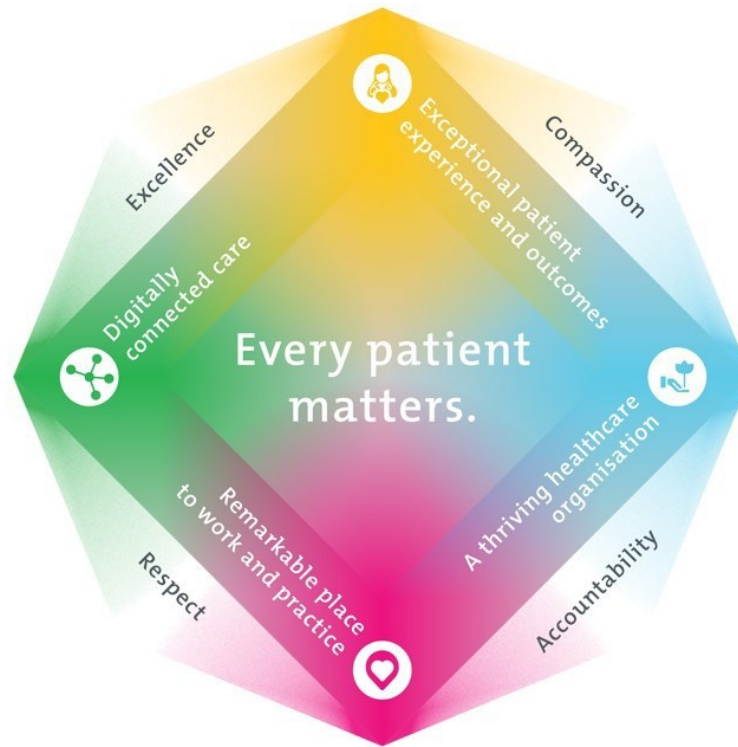 Excellence
Compassion
Exceptional patient
experience and outcomes
Digitally
connected care
Every patient
matters.
A thriving healthcare
organisation
Remarkable place
to work and practice
Respect
Accountability